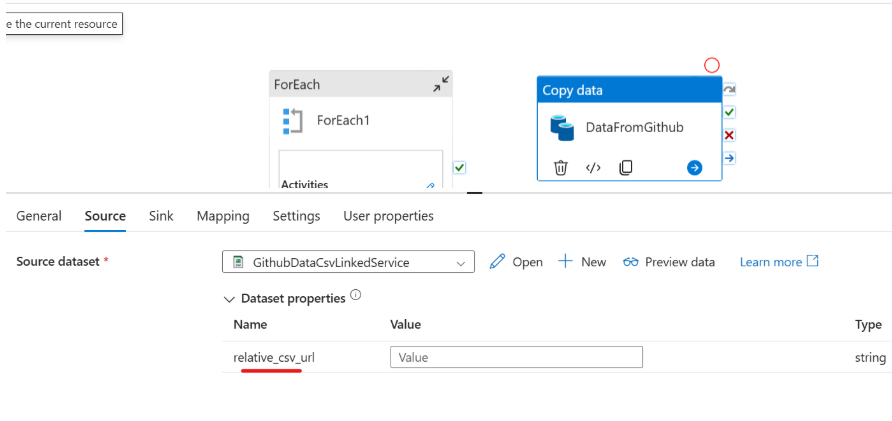 e the current resource
ForEach
ForEach1
Activities
Copy data
DataFromGithub
General Source Sink Mapping Settings User properties
Source dataset * GithubDataCsvLinkedService Open New Preview data Learn more
Dataset properties
Name Value Type
relative_csv_url Value string